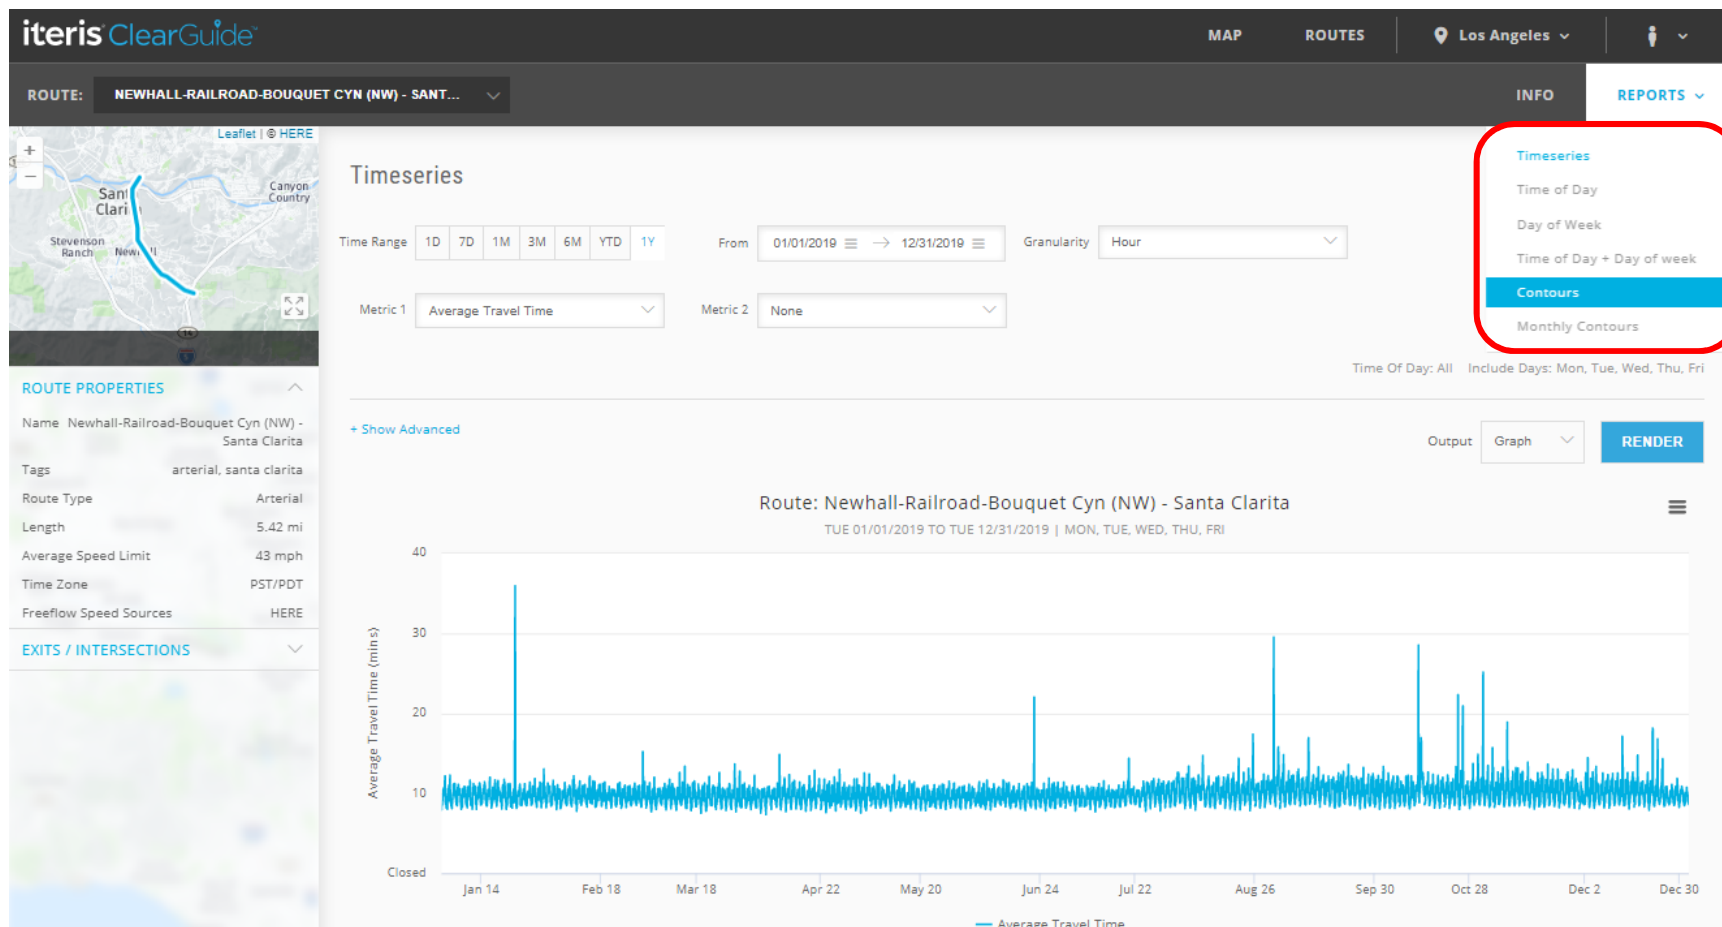 iteris ClearGuide
MAP
ROUTES
Los Angeles
ROUTE:
NEWHALL-RAILROAD-BOUQUET CYN (NW) - SANT...
INFO
REPORTS
Leaflet | © HERE
+
−
Canyon
Country
Stevenson
Ranch
14
5
Timeseries
Timeseries
Time of Day
Day of Week
Time of Day + Day of week
Contours
Monthly Contours
Time Range
1D
7D
1M
3M
6M
YTD
1Y
From
01/01/2019
→
12/31/2019
Granularity
Hour
Metric 1
Average Travel Time
Metric 2
None
Time Of Day: All
Include Days: Mon, Tue, Wed, Thu, Fri
+ Show Advanced
Output
Graph
RENDER
ROUTE PROPERTIES
Name
Newhall-Railroad-Bouquet Cyn (NW) -
Santa Clarita
Tags
arterial, santa clarita
Route Type
Arterial
Length
5.42 mi
Average Speed Limit
43 mph
Time Zone
PST/PDT
Freeflow Speed Sources
HERE
EXITS / INTERSECTIONS
Route: Newhall-Railroad-Bouquet Cyn (NW) - Santa Clarita
TUE 01/01/2019 TO TUE 12/31/2019 | MON, TUE, WED, THU, FRI
Average Travel Time (mins)
40
30
20
10
Closed
Jan 14
Feb 18
Mar 18
Apr 22
May 20
Jun 24
Jul 22
Aug 26
Sep 30
Oct 28
Dec 2
Dec 30
Average Travel Time